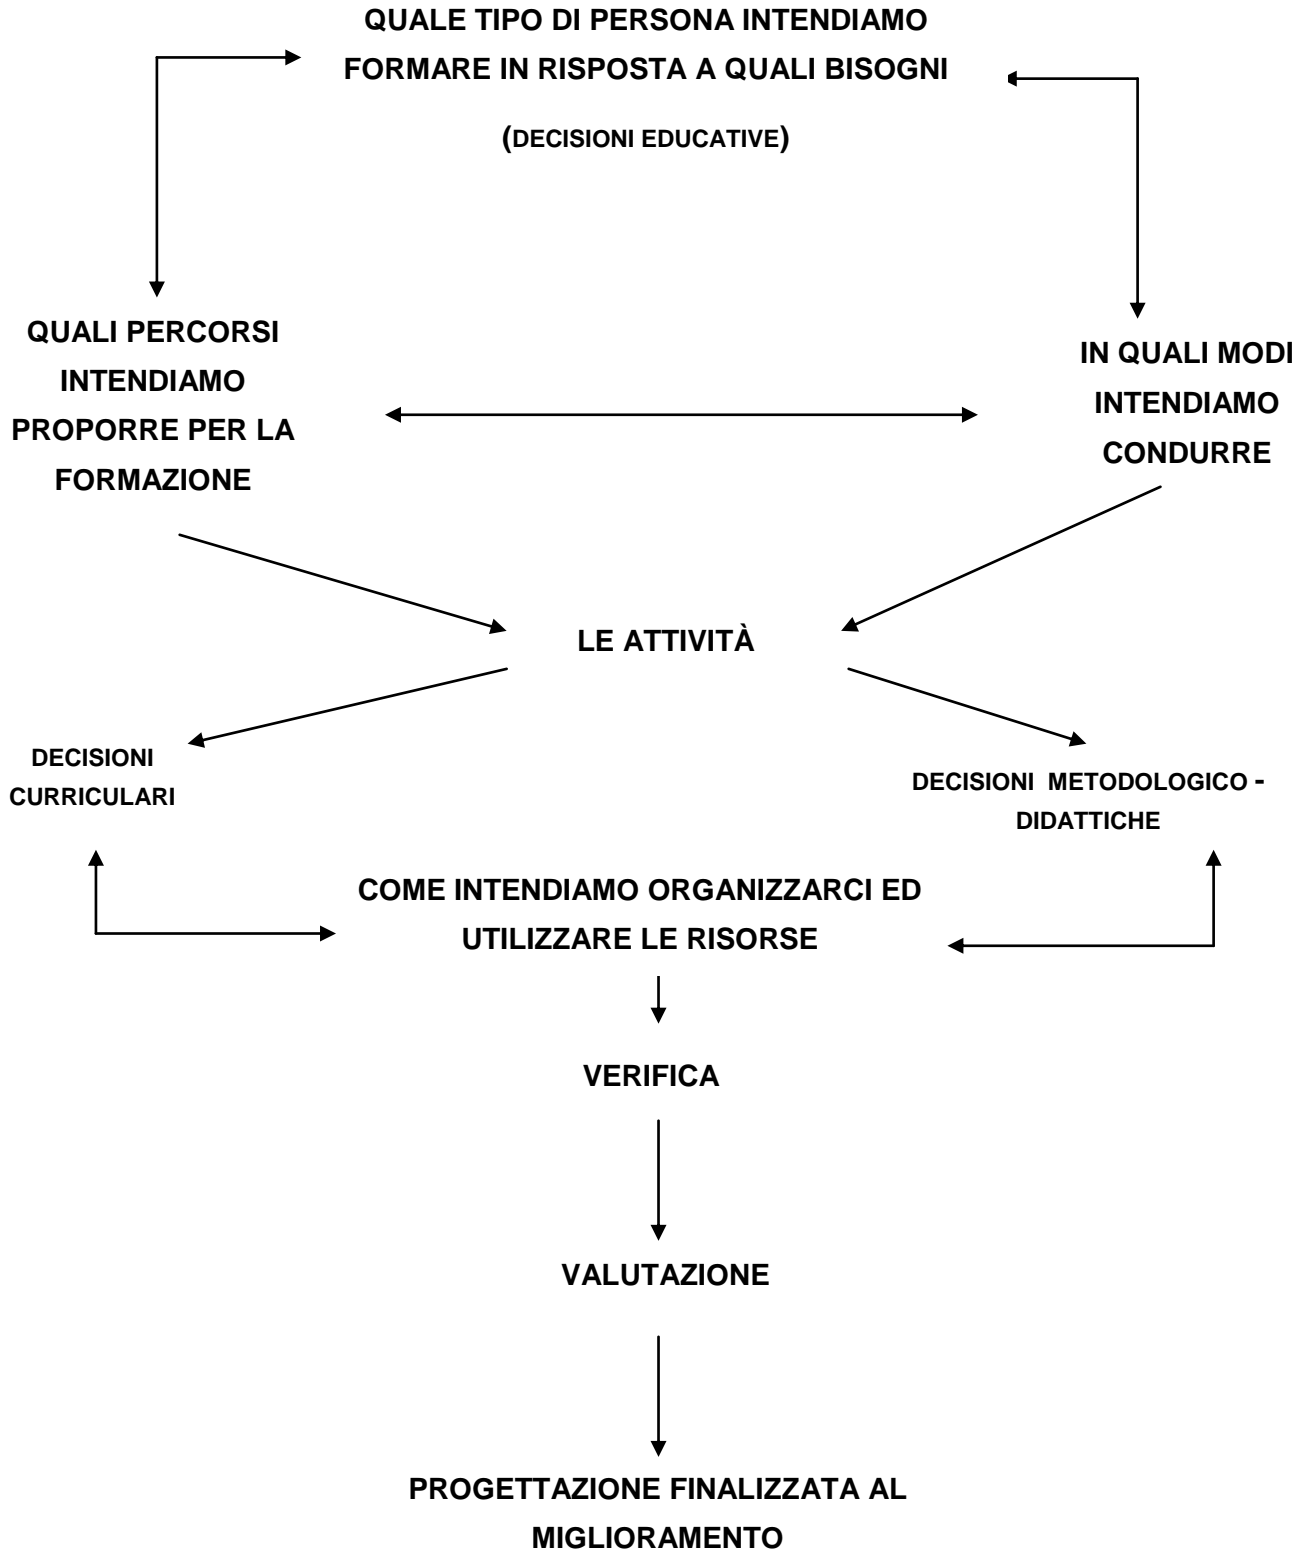 QUALE TIPO DI PERSONA INTENDIAMO
FORMARE IN RISPOSTA A QUALI BISOGNI
(DECISIONI EDUCATIVE)
QUALI PERCORSI
INTENDIAMO
PROPORRE PER LA
FORMAZIONE
IN QUALI MODI
INTENDIAMO
CONDURRE
LE ATTIVITÀ
DECISIONI
CURRICULARI
DECISIONI METODOLOGICO -
DIDATTICHE
COME INTENDIAMO ORGANIZZARCI ED
UTILIZZARE LE RISORSE
VERIFICA
VALUTAZIONE
PROGETTAZIONE FINALIZZATA AL
MIGLIORAMENTO